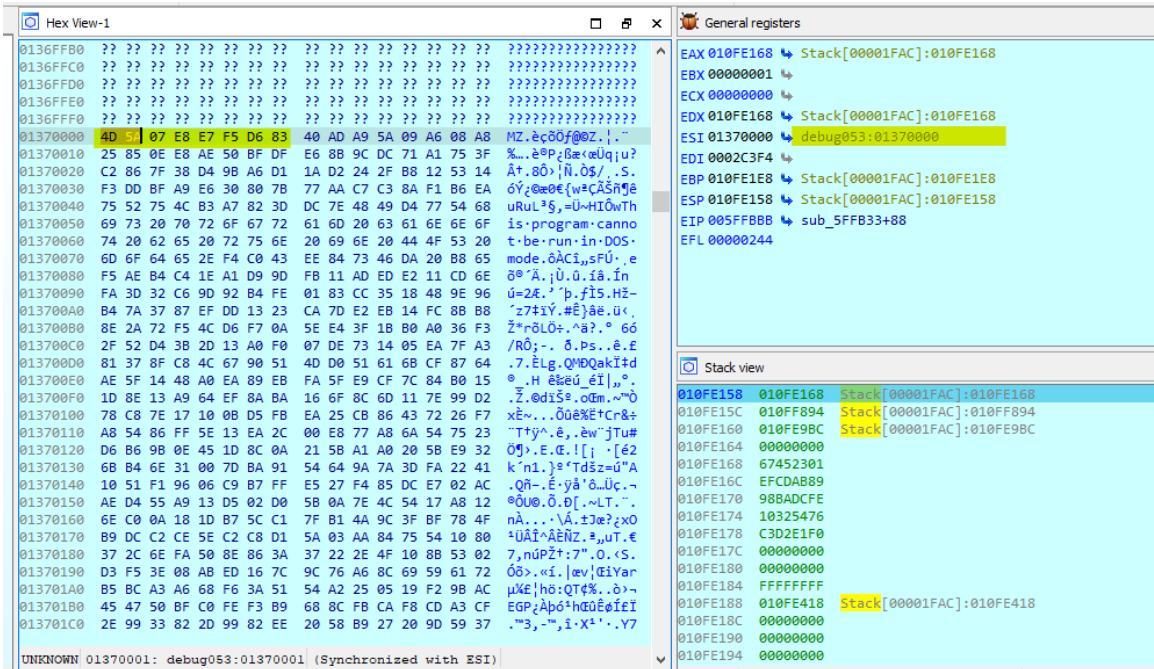 Hex View-1
0136FFB0 ?? ?? ?? ?? ?? ?? ?? ?? ?? ?? ?? ?? ?? ?? ?? ?? ????????????????
0136FFC0 ?? ?? ?? ?? ?? ?? ?? ?? ?? ?? ?? ?? ?? ?? ?? ?? ????????????????
0136FFD0 ?? ?? ?? ?? ?? ?? ?? ?? ?? ?? ?? ?? ?? ?? ?? ?? ????????????????
0136FFE0 ?? ?? ?? ?? ?? ?? ?? ?? ?? ?? ?? ?? ?? ?? ?? ?? ????????????????
0136FFF0 ?? ?? ?? ?? ?? ?? ?? ?? ?? ?? ?? ?? ?? ?? ?? ?? ????????????????
01370000 4D 5A 07 E8 E7 F5 D6 83 40 AD A9 5A 09 A6 08 A8
01370010 25 85 0E E8 AE 50 BF DF E6 8B 9C DC 71 A1 75 3F
01370020 C2 86 7F 38 D4 9B A6 D1 1A D2 24 2F B8 12 53 14
01370030 F3 DD BF A9 E6 30 80 7B 77 AA C7 C3 8A F1 B6 EA
01370040 75 52 75 4C B3 A7 82 3D DC 7E 48 49 D4 77 54 68 uRuL³§‚=Ü~HIÔwTh
01370050 69 73 20 70 72 6F 67 72 61 6D 20 63 61 6E 6E 6F is·program·canno
01370060 74 20 62 65 20 72 75 6E 20 69 6E 20 44 4F 53 20 t·be·run·in·DOS·
01370070 6D 6F 64 65 2E F4 C0 43 EE 84 73 46 DA 20 B8 65 mode.ôÀCî„sFÚ·¸e
01370080 F5 AE B4 C4 1E A1 D9 9D FB 11 AD ED E2 11 CD 6E
01370090 FA 3D 32 C6 9D 92 B4 FE 01 83 CC 35 18 48 9E 96
013700A0 B4 7A 37 87 EF DD 13 23 CA 7D E2 EB 14 FC 8B B8
013700B0 8E 2A 72 F5 4C D6 F7 0A 5E E4 3F 1B B0 A0 36 F3
013700C0 2F 52 D4 3B 2D 13 A0 F0 07 DE 73 14 05 EA 7F A3
013700D0 81 37 8F C8 4C 67 90 51 4D D0 51 61 6B CF 87 64 .7.ÈLg.QMÐQakÏ‡d
013700E0 AE 5F 14 48 A0 EA 89 EB FA 5F E9 CF 7C 84 B0 15
013700F0 1D 8E 13 A9 64 EF 8A BA 16 6F 8C 6D 11 7E 99 D2
01370100 78 C8 7E 17 10 0B D5 FB EA 25 CB 86 43 72 26 F7
01370110 A8 54 86 FF 5E 13 EA 2C 00 E8 77 A8 6A 54 75 23
01370120 D6 B6 9B 0E 45 1D 8C 0A 21 5B A1 A0 20 5B E9 32
01370130 6B B4 6E 31 00 7D BA 91 54 64 9A 7A 3D FA 22 41
01370140 10 51 F1 96 06 C9 B7 FF E5 27 F4 85 DC E7 02 AC
01370150 AE D4 55 A9 13 D5 02 D0 5B 0A 7E 4C 54 17 A8 12
01370160 6E C0 0A 18 1D B7 5C C1 7F B1 4A 9C 3F BF 78 4F
01370170 B9 DC C2 CE 5E C2 C8 D1 5A 03 AA 84 75 54 10 80
01370180 37 2C 6E FA 50 8E 86 3A 37 22 2E 4F 10 8B 53 02
01370190 D3 F5 3E 08 AB ED 16 7C 9C 76 A6 8C 69 59 61 72
013701A0 B5 BC A3 A6 68 F6 3A 51 54 A2 25 05 19 F2 9B AC
013701B0 45 47 50 BF C0 FE F3 B9 68 8C FB CA F8 CD A3 CF
013701C0 2E 99 33 82 2D 99 82 EE 20 58 B9 27 20 9D 59 37
UNKNOWN 01370001: debug053:01370001 (Synchronized with ESI)
General registers
EAX 010FE168 Stack[00001FAC]:010FE168
EBX 00000001
ECX 00000000
EDX 010FE168 Stack[00001FAC]:010FE168
ESI 01370000 debug053:01370000
EDI 0002C3F4
EBP 010FE1E8 Stack[00001FAC]:010FE1E8
ESP 010FE158 Stack[00001FAC]:010FE158
EIP 005FFBBB sub_5FFB33+88
EFL 00000244
Stack view
010FE158 010FE168 Stack[00001FAC]:010FE168
010FE15C 010FF894 Stack[00001FAC]:010FF894
010FE160 010FE9BC Stack[00001FAC]:010FE9BC
010FE164 00000000
010FE168 67452301
010FE16C EFCDAB89
010FE170 98BADCFE
010FE174 10325476
010FE178 C3D2E1F0
010FE17C 00000000
010FE180 00000000
010FE184 FFFFFFFF
010FE188 010FE418 Stack[00001FAC]:010FE418
010FE18C 00000000
010FE190 00000000
010FE194 00000000